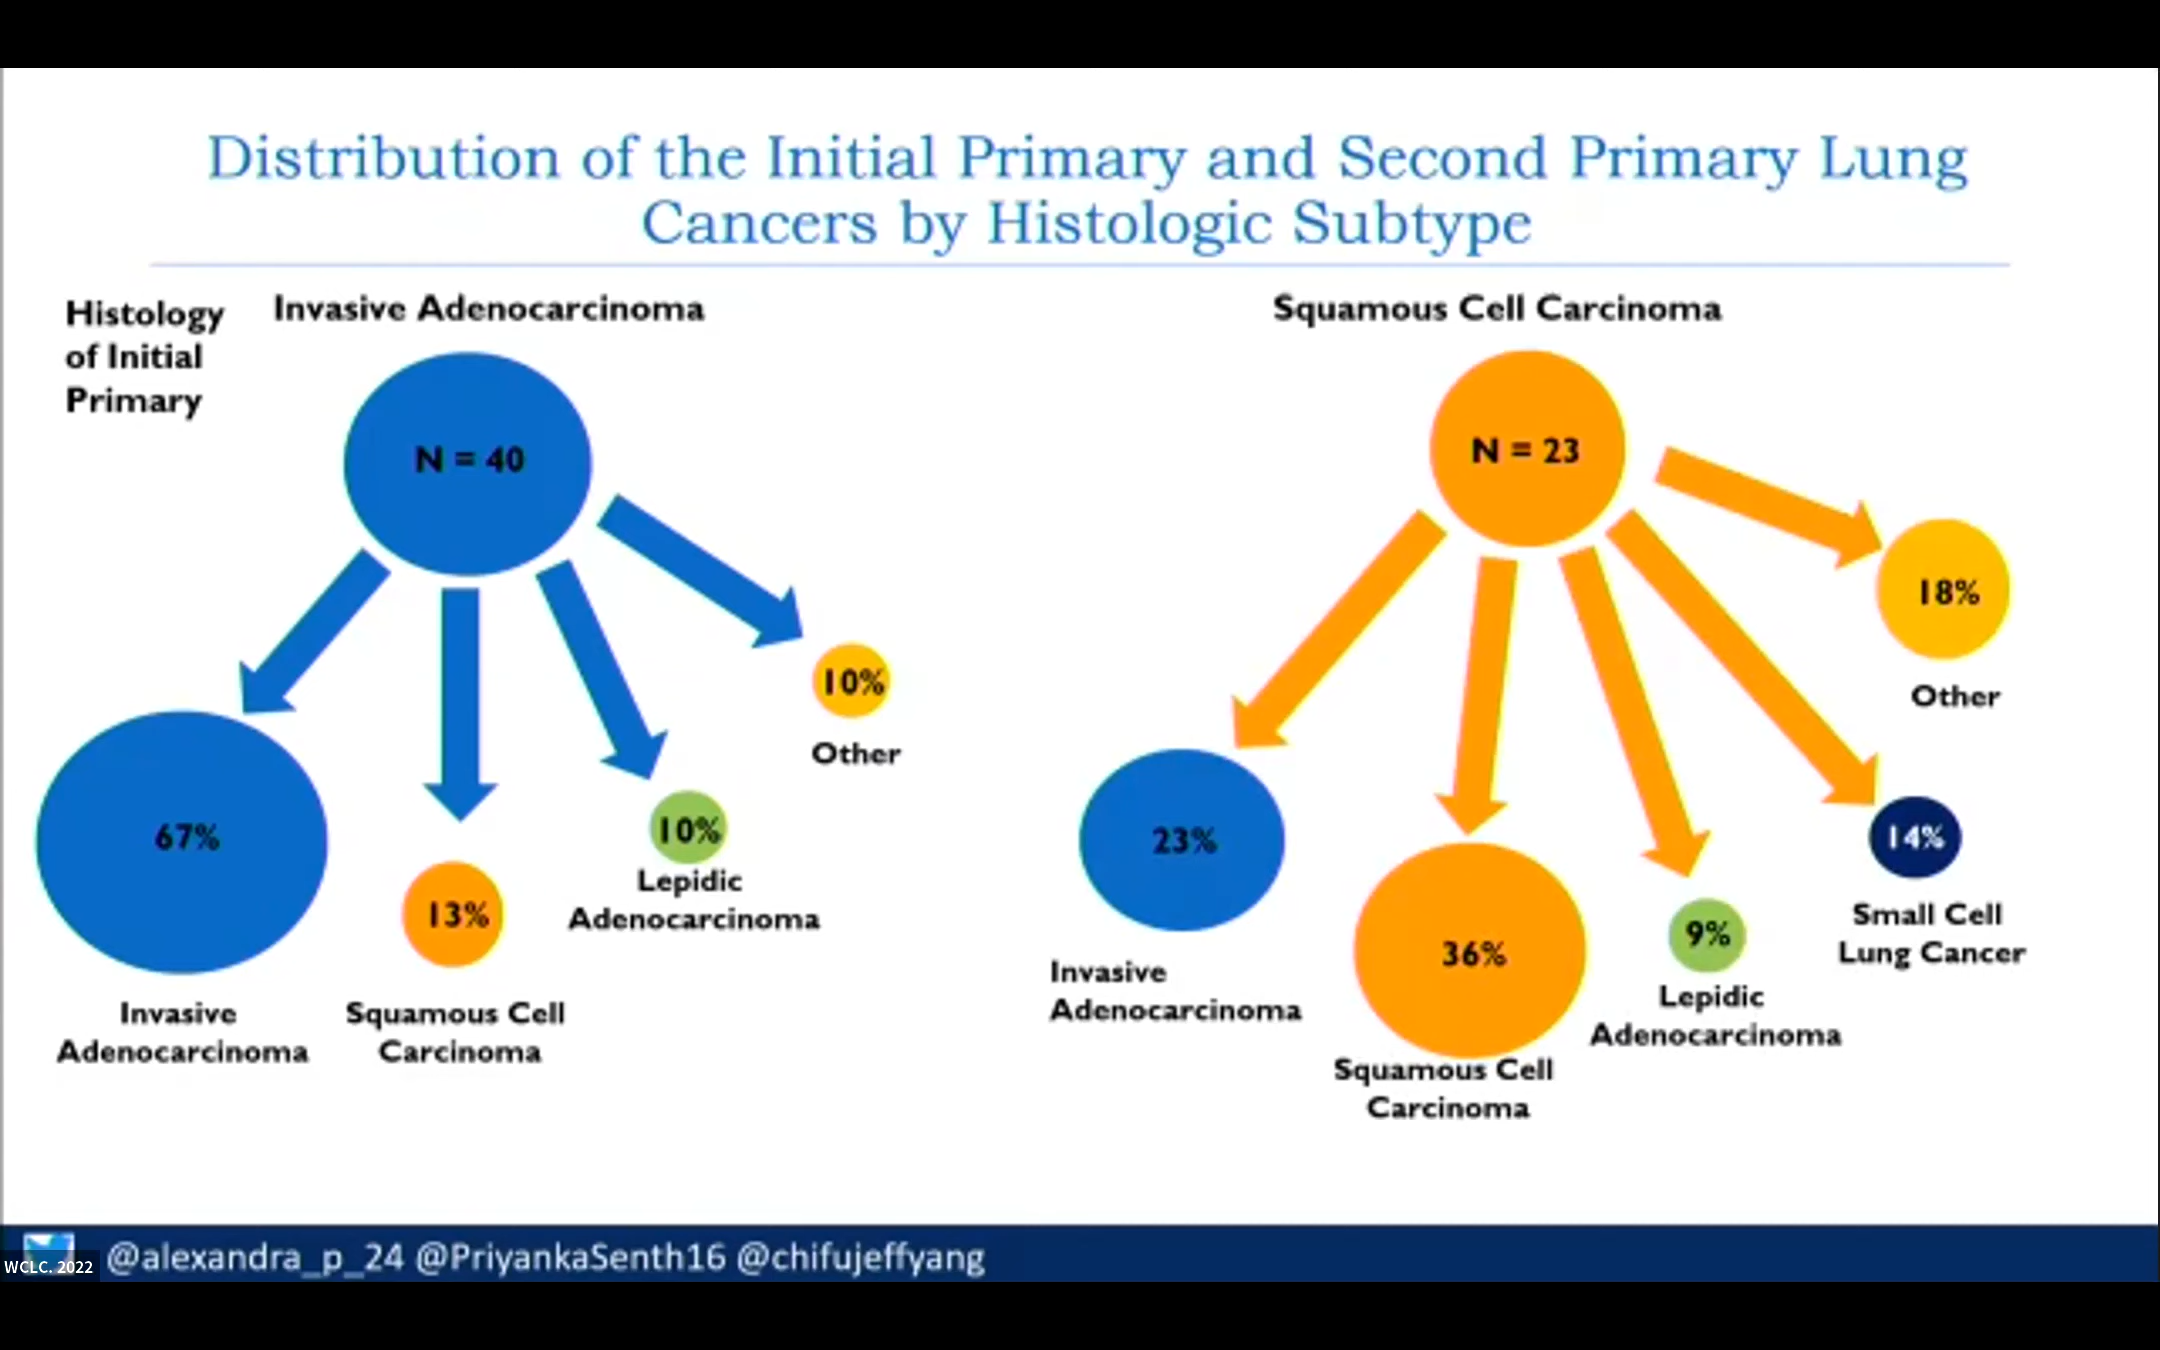 Distribution of the Initial Primary and Second Primary Lung
Cancers by Histologic Subtype
Histology
of Initial
Primary
Invasive Adenocarcinoma
N = 40
67%
Invasive
Adenocarcinoma
13%
Squamous Cell
Carcinoma
10%
Lepidic
Adenocarcinoma
10%
Other
Squamous Cell Carcinoma
N = 23
23%
Invasive
Adenocarcinoma
36%
Squamous Cell
Carcinoma
9%
Lepidic
Adenocarcinoma
14%
Small Cell
Lung Cancer
18%
Other
@alexandra_p_24 @PriyankaSenth16 @chifujeffyang
WCLC. 2022